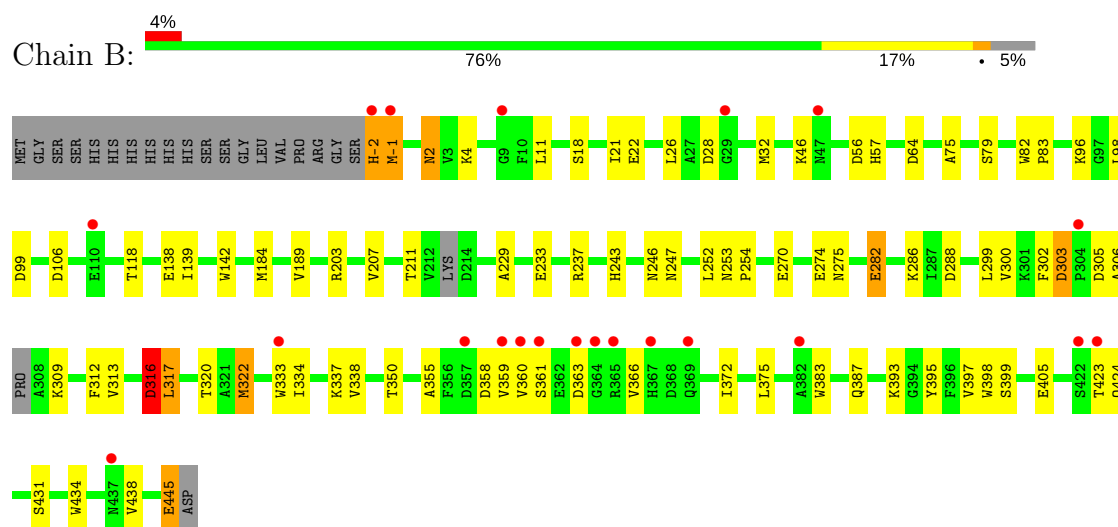 4%
Chain B:
76% 17% • 5%
MET GLY SER SER HIS HIS HIS HIS HIS HIS SER SER GLY LEU VAL PRO ARG GLY SER H-2 M-1 N2 V3 K4 G9 F10 L11 S18 I21 E22 L26 A27 D28 G29 M32 K46 N47 D56 H57 D64 A75 S79 W82 P83 K96 G97 L98
D99 D106 E110 T118 E138 I139 W142 M184 V189 R203 V207 T211 V212 LYS D214 A229 E233 R237 H243 N246 N247 L252 N253 P254 E270 E274 N275 E282 K286 I287 D288 L299 V300 K301 F302 D303 P304 D305 A306
PRO A308 K309 F312 V313 D316 L317 T320 A321 M322 W333 I334 K337 V338 T350 A355 F356 D357 D358 V359 V360 S361 E362 D363 G364 R365 V366 H367 D368 Q369 I372 L375 A382 W383 Q387 K393 G394 Y395 F396 V397 W398 S399 E405 S422 T423 Q424
S431 W434 N437 V438 E445 ASP